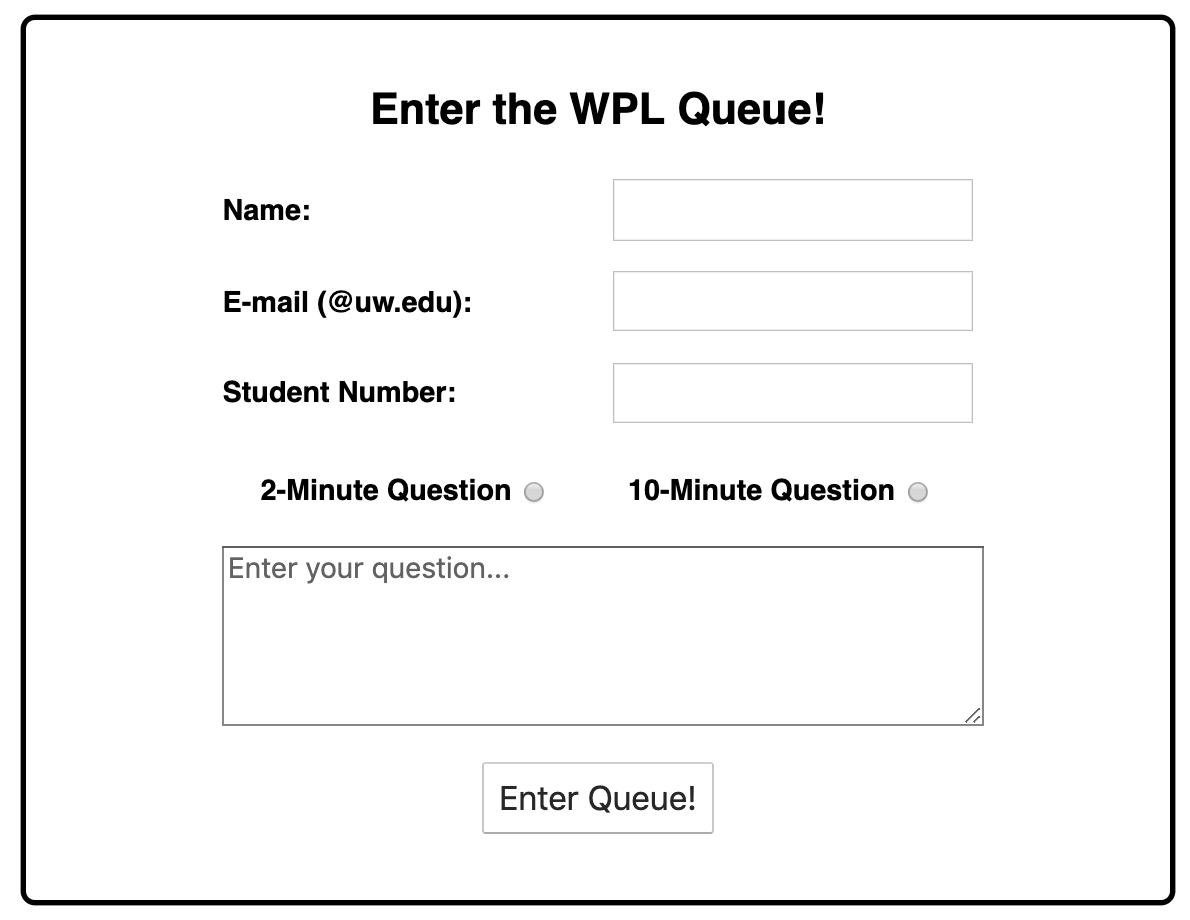 Enter the WPL Queue!
Name:
E-mail (@uw.edu):
Student Number:
2-Minute Question 10-Minute Question
Enter your question...
Enter Queue!